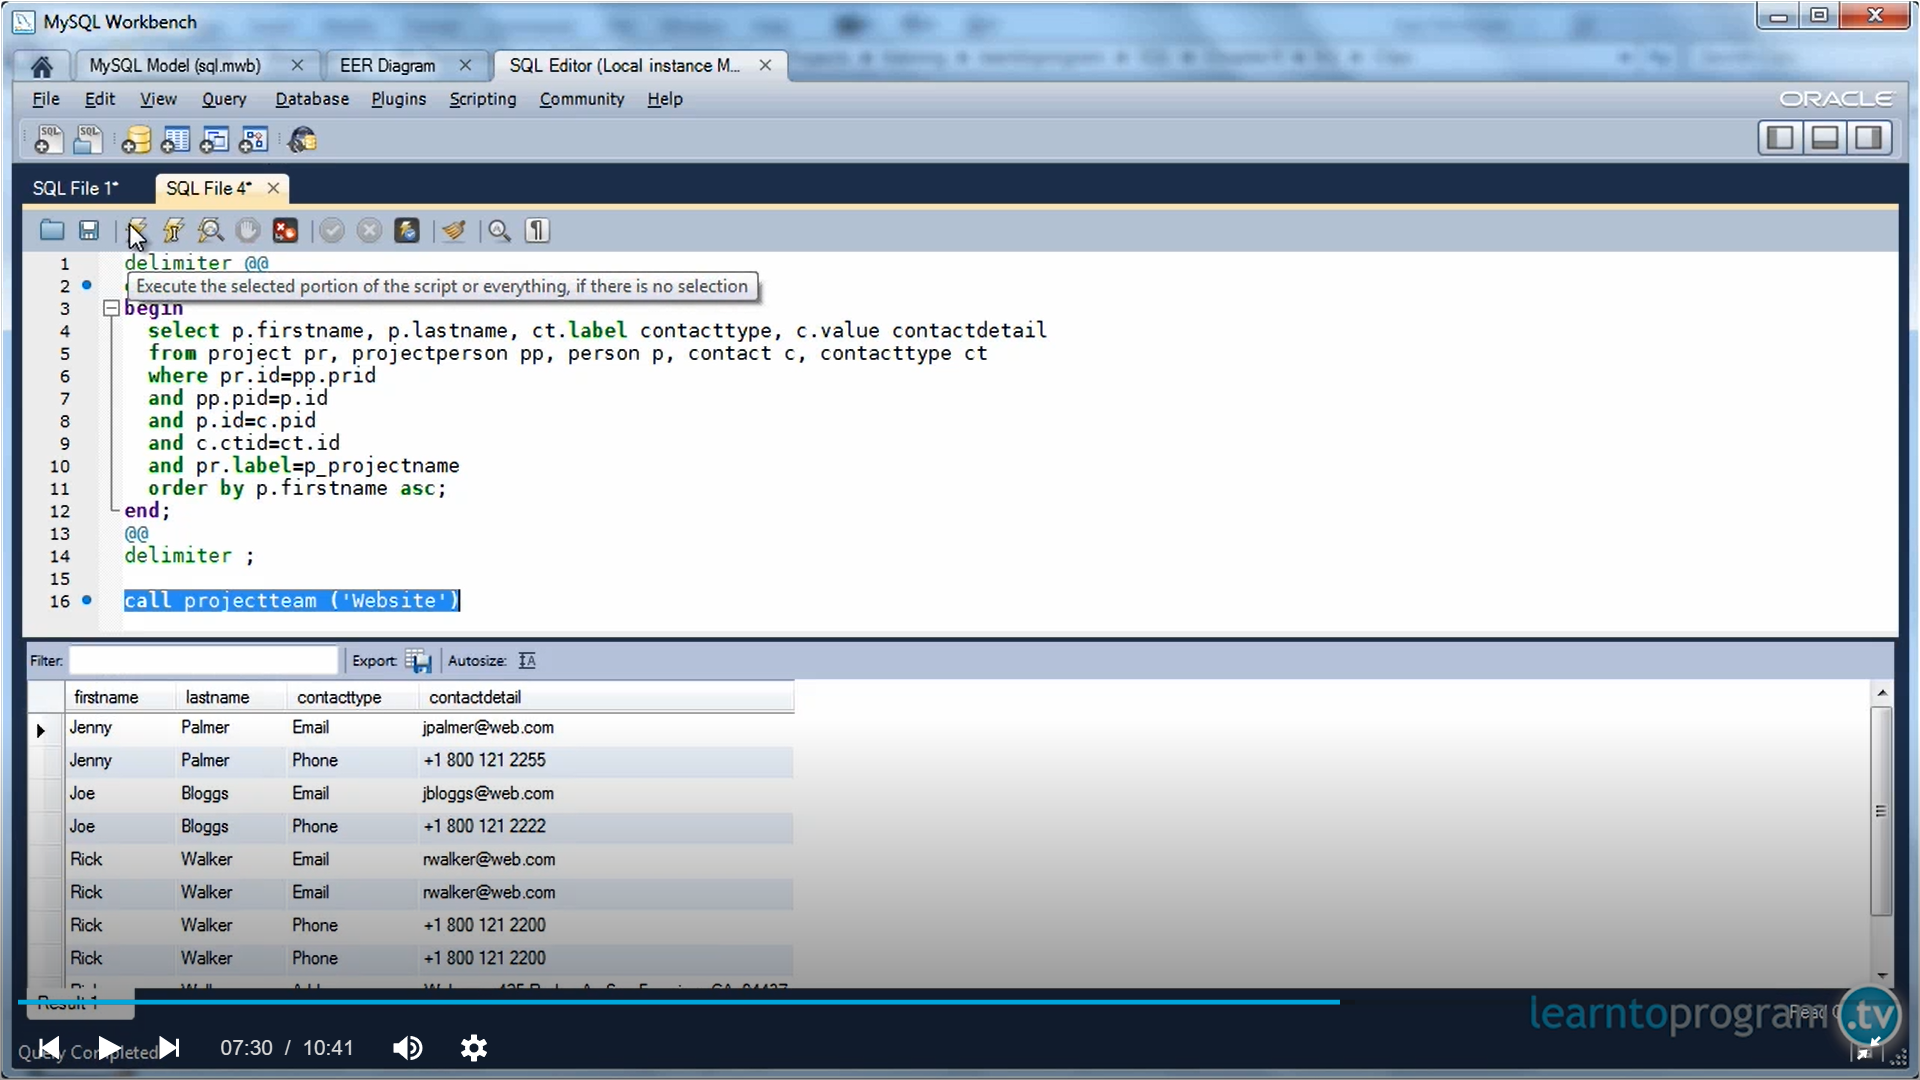 MySQL Workbench
MySQL Model (sql.mwb)
EER Diagram
SQL Editor (Local instance M...
File Edit View Query Database Plugins Scripting Community Help
ORACLE
SQL File 1*
SQL File 4*
1 delimiter @@
2
Execute the selected portion of the script or everything, if there is no selection
3 begin
4 select p.firstname, p.lastname, ct.label contacttype, c.value contactdetail
5 from project pr, projectperson pp, person p, contact c, contacttype ct
6 where pr.id=pp.prid
7 and pp.pid=p.id
8 and p.id=c.pid
9 and c.ctid=ct.id
10 and pr.label=p_projectname
11 order by p.firstname asc;
12 end;
13 @@
14 delimiter ;
15
16 call projectteam ('Website')
Filter: Export: Autosize:
firstname lastname contacttype contactdetail
Jenny Palmer Email jpalmer@web.com
Jenny Palmer Phone +1 800 121 2255
Joe Bloggs Email jbloggs@web.com
Joe Bloggs Phone +1 800 121 2222
Rick Walker Email rwalker@web.com
Rick Walker Email rwalker@web.com
Rick Walker Phone +1 800 121 2200
Rick Walker Phone +1 800 121 2200
Result 1
learntoprogram.tv
Query Completed
07:30 / 10:41